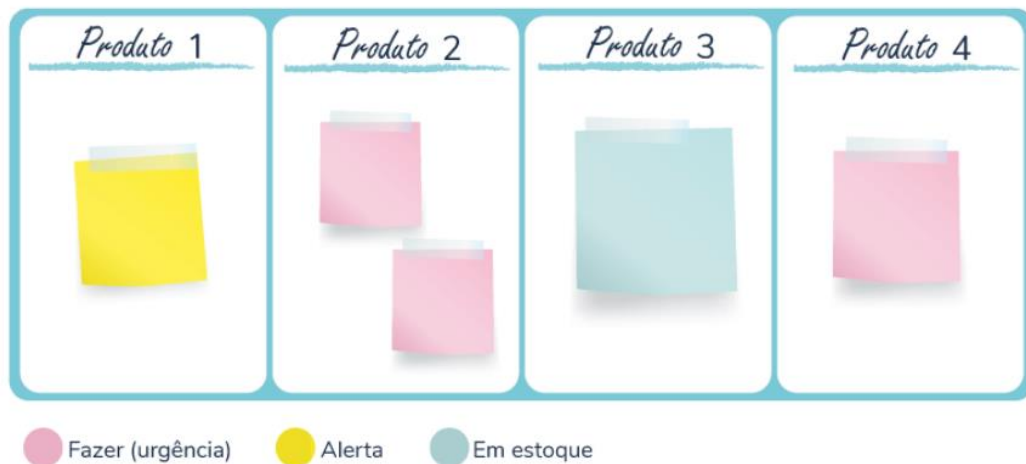 Produto 1
Produto 2
Produto 3
Produto 4
Fazer (urgência)
Alerta
Em estoque